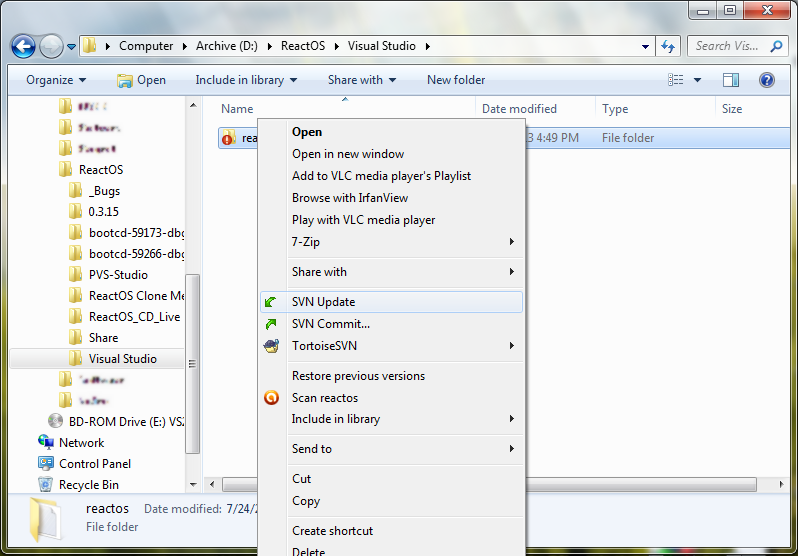 Computer Archive (D:) ReactOS Visual Studio
Search Vis...
Organize Open Include in library Share with New folder
Name Date modified Type Size
rea 3 4:49 PM File folder
ReactOS
_Bugs
0.3.15
bootcd-59173-dbg
bootcd-59266-dbg
PVS-Studio
ReactOS Clone Me
ReactOS_CD_Live
Share
Visual Studio
BD-ROM Drive (E:) VS2
Network
Control Panel
Recycle Bin
Open
Open in new window
Add to VLC media player's Playlist
Browse with IrfanView
Play with VLC media player
7-Zip
Share with
SVN Update
SVN Commit...
TortoiseSVN
Restore previous versions
Scan reactos
Include in library
Send to
Cut
Copy
Create shortcut
Delete
reactos Date modified: 7/24/2
File folder